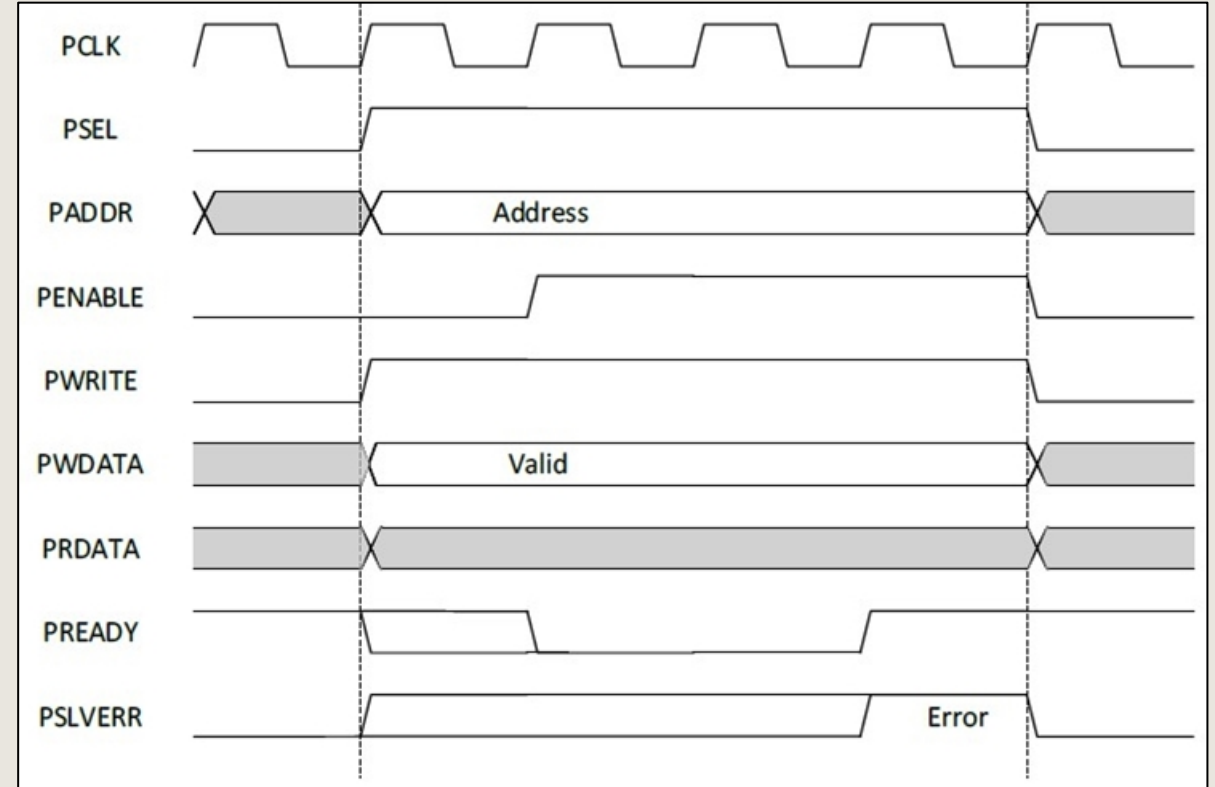 PCLK
PSEL
PADDR
Address
PENABLE
PWRITE
PWDATA
Valid
PRDATA
PREADY
PSLVERR
Error